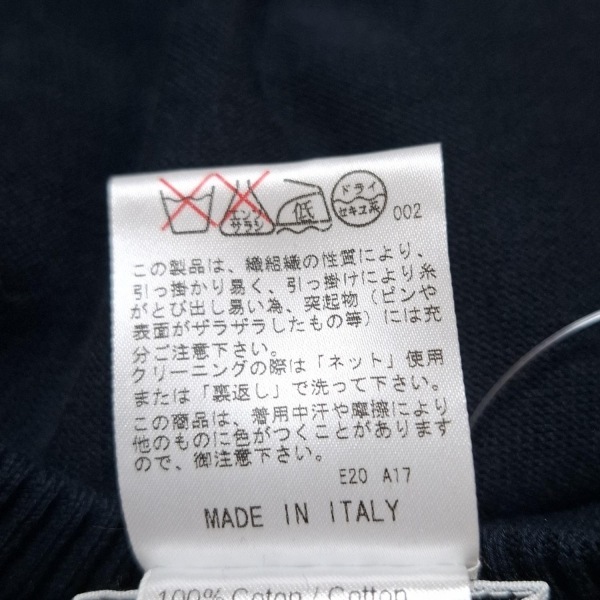 エンソ
サラシ
低
ドライ
セキユ系
002
この製品は、繊組織の性質により、
引っ掛かり易く、引っ掛けにより糸
がとび出し易い為、突起物（ピンや
表面がザラザラしたもの等）には充
分ご注意下さい。
クリーニングの際は「ネット」使用
または「裏返し」で洗って下さい。
この商品は、着用中汗や摩擦により
他のものに色がつくことがあります
ので、御注意下さい。
E20 A17
MADE IN ITALY
100% Coton / Cotton